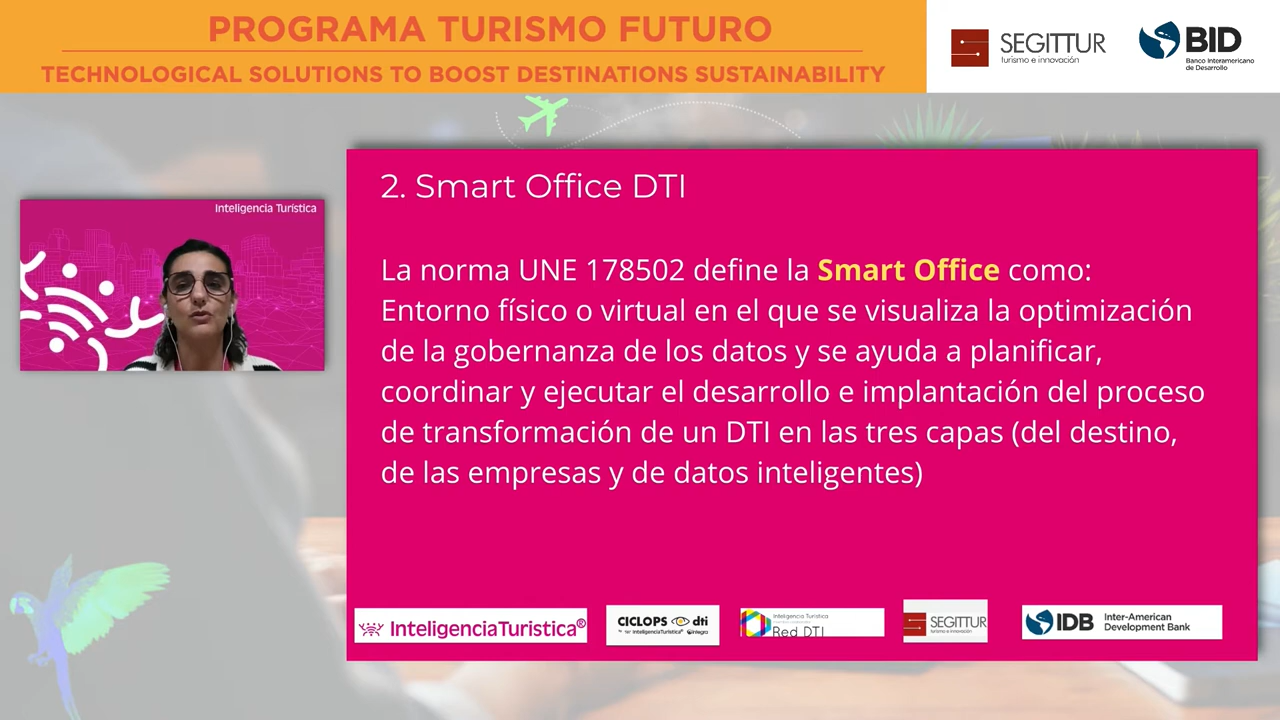 PROGRAMA TURISMO FUTURO
TECHNOLOGICAL SOLUTIONS TO BOOST DESTINATIONS SUSTAINABILITY
SEGITTUR
turismo e innovación
BID
Banco Interamericano
de Desarrollo
Inteligencia Turística
2. Smart Office DTI
La norma UNE 178502 define la Smart Office como:
Entorno físico o virtual en el que se visualiza la optimización
de la gobernanza de los datos y se ayuda a planificar,
coordinar y ejecutar el desarrollo e implantación del proceso
de transformación de un DTI en las tres capas (del destino,
de las empresas y de datos inteligentes)
InteligenciaTuristica®
CICLOPS dti
InteligenciaTuristica® integra
Inteligencia Turística
Red DTI
SEGITTUR
turismo e innovación
IDB
Inter-American
Development Bank